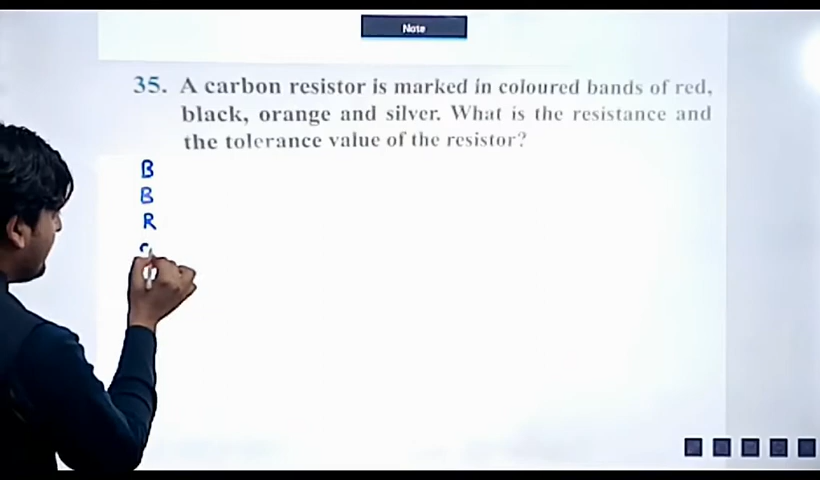 Note
35. A carbon resistor is marked in coloured bands of red,
black, orange and silver. What is the resistance and
the tolerance value of the resistor?
B
B
R